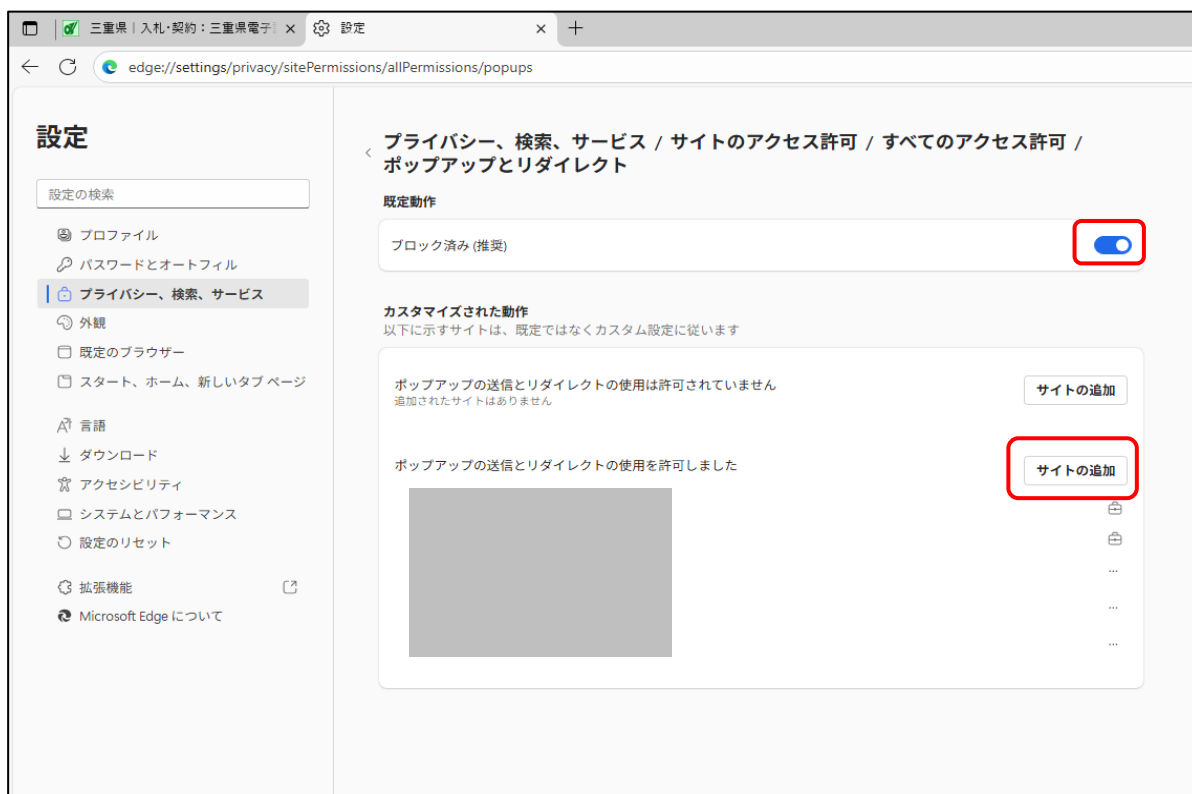 三重県｜入札・契約：三重県電子
設定
edge://settings/privacy/sitePermissions/allPermissions/popups
設定
設定の検索
プロファイル
パスワードとオートフィル
プライバシー、検索、サービス
外観
既定のブラウザー
スタート、ホーム、新しいタブ ページ
言語
ダウンロード
アクセシビリティ
システムとパフォーマンス
設定のリセット
拡張機能
Microsoft Edge について
プライバシー、検索、サービス / サイトのアクセス許可 / すべてのアクセス許可 /
ポップアップとリダイレクト
既定動作
ブロック済み (推奨)
カスタマイズされた動作
以下に示すサイトは、既定ではなくカスタム設定に従います
ポップアップの送信とリダイレクトの使用は許可されていません
追加されたサイトはありません
サイトの追加
ポップアップの送信とリダイレクトの使用を許可しました
サイトの追加